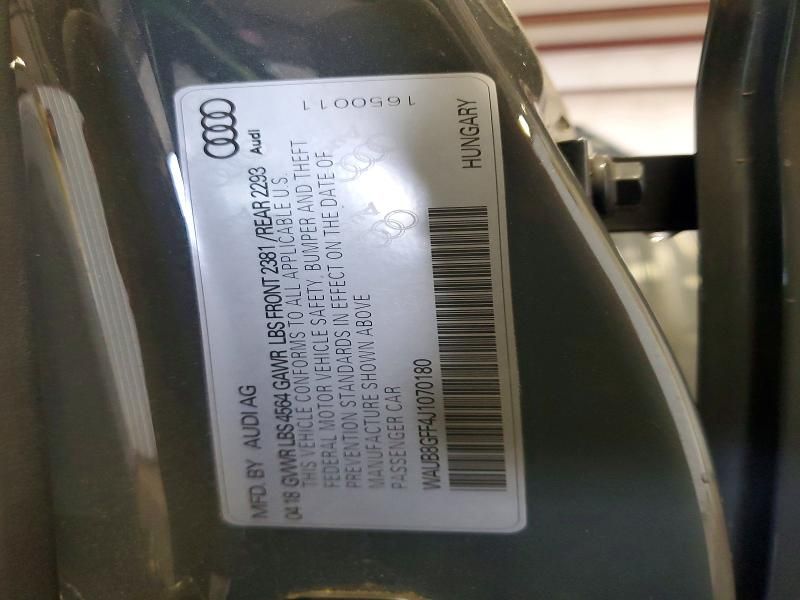 MFD. BY AUDI AG
04.18 GVWR LBS 4564 GAWR LBS FRONT 2381 / REAR 2293
THIS VEHICLE CONFORMS TO ALL APPLICABLE U.S.
FEDERAL MOTOR VEHICLE SAFETY, BUMPER AND THEFT
PREVENTION STANDARDS IN EFFECT ON THE DATE OF
MANUFACTURE SHOWN ABOVE
PASSENGER CAR
WAUB8GFF4J1070180
Audi
1650011
HUNGARY